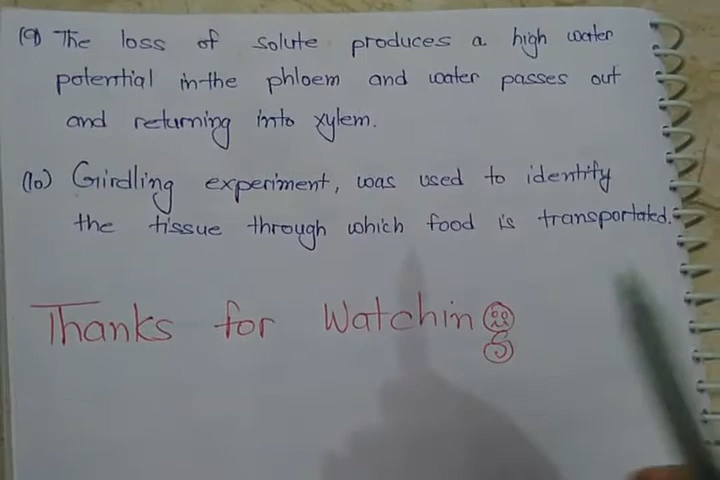 (9) The loss of solute produces a high water
potential in the phloem and water passes out
and returning into xylem.
(10) Girdling experiment, was used to identify
the tissue through which food is transportated.
Thanks for Watching